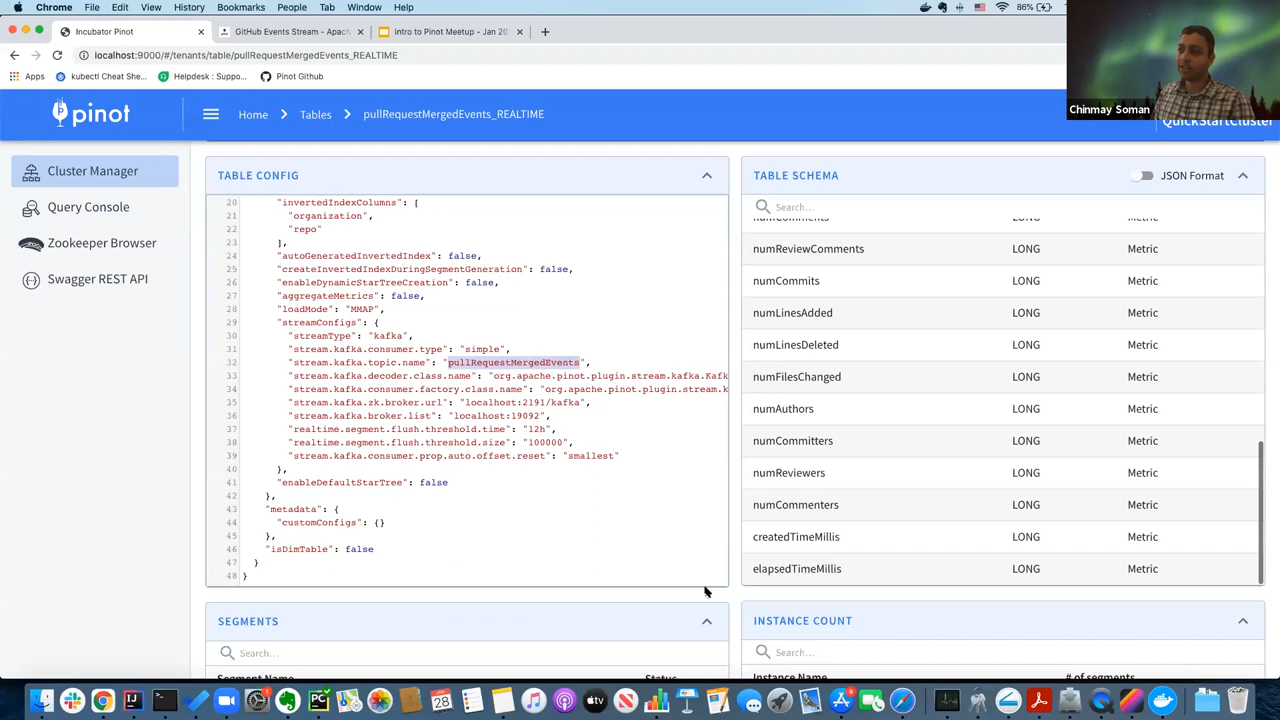 Chrome File Edit View History Bookmarks People Tab Window Help
86%
Incubator Pinot
GitHub Events Stream - Apach
Intro to Pinot Meetup - Jan 20
localhost:9000/#/tenants/table/pullRequestMergedEvents_REALTIME
Apps kubectl Cheat She... Helpdesk : Suppo... Pinot Github
Chinmay Soman
pinot
Home > Tables > pullRequestMergedEvents_REALTIME
QuickStartCluster
Cluster Manager
Query Console
Zookeeper Browser
Swagger REST API
TABLE CONFIG
20 "invertedIndexColumns": [
21 "organization",
22 "repo"
23 ],
24 "autoGeneratedInvertedIndex": false,
25 "createInvertedIndexDuringSegmentGeneration": false,
26 "enableDynamicStarTreeCreation": false,
27 "aggregateMetrics": false,
28 "loadMode": "MMAP",
29 "streamConfigs": {
30 "streamType": "kafka",
31 "stream.kafka.consumer.type": "simple",
32 "stream.kafka.topic.name": "pullRequestMergedEvents",
33 "stream.kafka.decoder.class.name": "org.apache.pinot.plugin.stream.kafka.Kafk
34 "stream.kafka.consumer.factory.class.name": "org.apache.pinot.plugin.stream.k
35 "stream.kafka.zk.broker.url": "localhost:2191/kafka",
36 "stream.kafka.broker.list": "localhost:19092",
37 "realtime.segment.flush.threshold.time": "12h",
38 "realtime.segment.flush.threshold.size": "100000",
39 "stream.kafka.consumer.prop.auto.offset.reset": "smallest"
40 },
41 "enableDefaultStarTree": false
42 },
43 "metadata": {
44 "customConfigs": {}
45 },
46 "isDimTable": false
47 }
48 }
TABLE SCHEMA
JSON Format
Search...
numComments LONG Metric
numReviewComments LONG Metric
numCommits LONG Metric
numLinesAdded LONG Metric
numLinesDeleted LONG Metric
numFilesChanged LONG Metric
numAuthors LONG Metric
numCommitters LONG Metric
numReviewers LONG Metric
numCommenters LONG Metric
createdTimeMillis LONG Metric
elapsedTimeMillis LONG Metric
SEGMENTS
Search...
Segment Name Status
INSTANCE COUNT
Search...
Instance Name # of segments